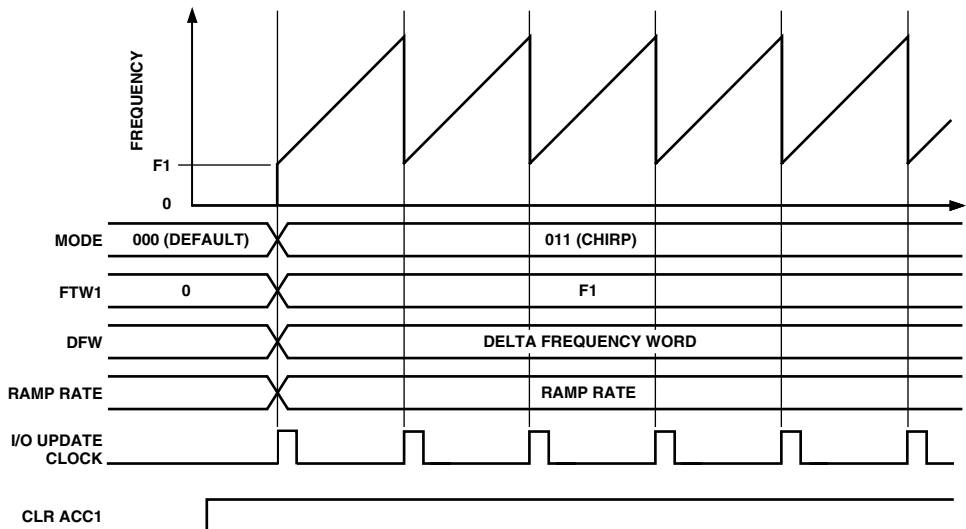 FREQUENCY
F1
0
MODE
000 (DEFAULT)
011 (CHIRP)
FTW1
0
F1
DFW
DELTA FREQUENCY WORD
RAMP RATE
RAMP RATE
I/O UPDATE
CLOCK
CLR ACC1